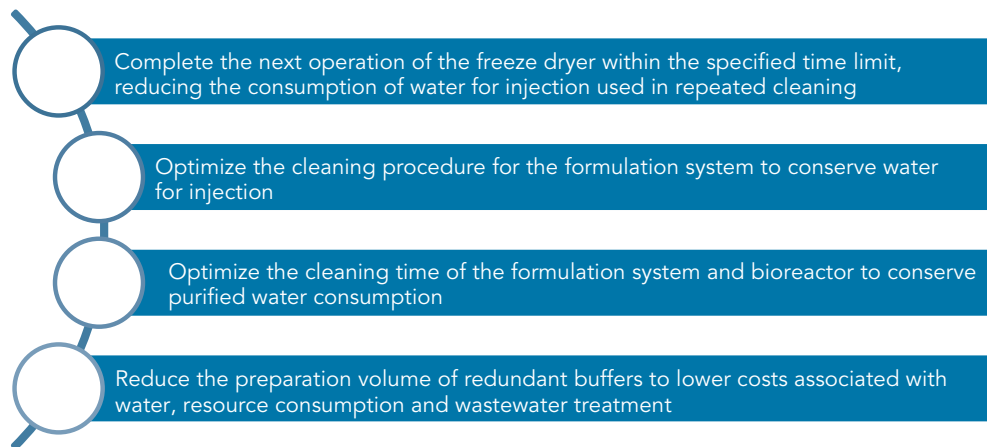 Complete the next operation of the freeze dryer within the specified time limit,
reducing the consumption of water for injection used in repeated cleaning
Optimize the cleaning procedure for the formulation system to conserve water
for injection
Optimize the cleaning time of the formulation system and bioreactor to conserve
purified water consumption
Reduce the preparation volume of redundant buffers to lower costs associated with
water, resource consumption and wastewater treatment